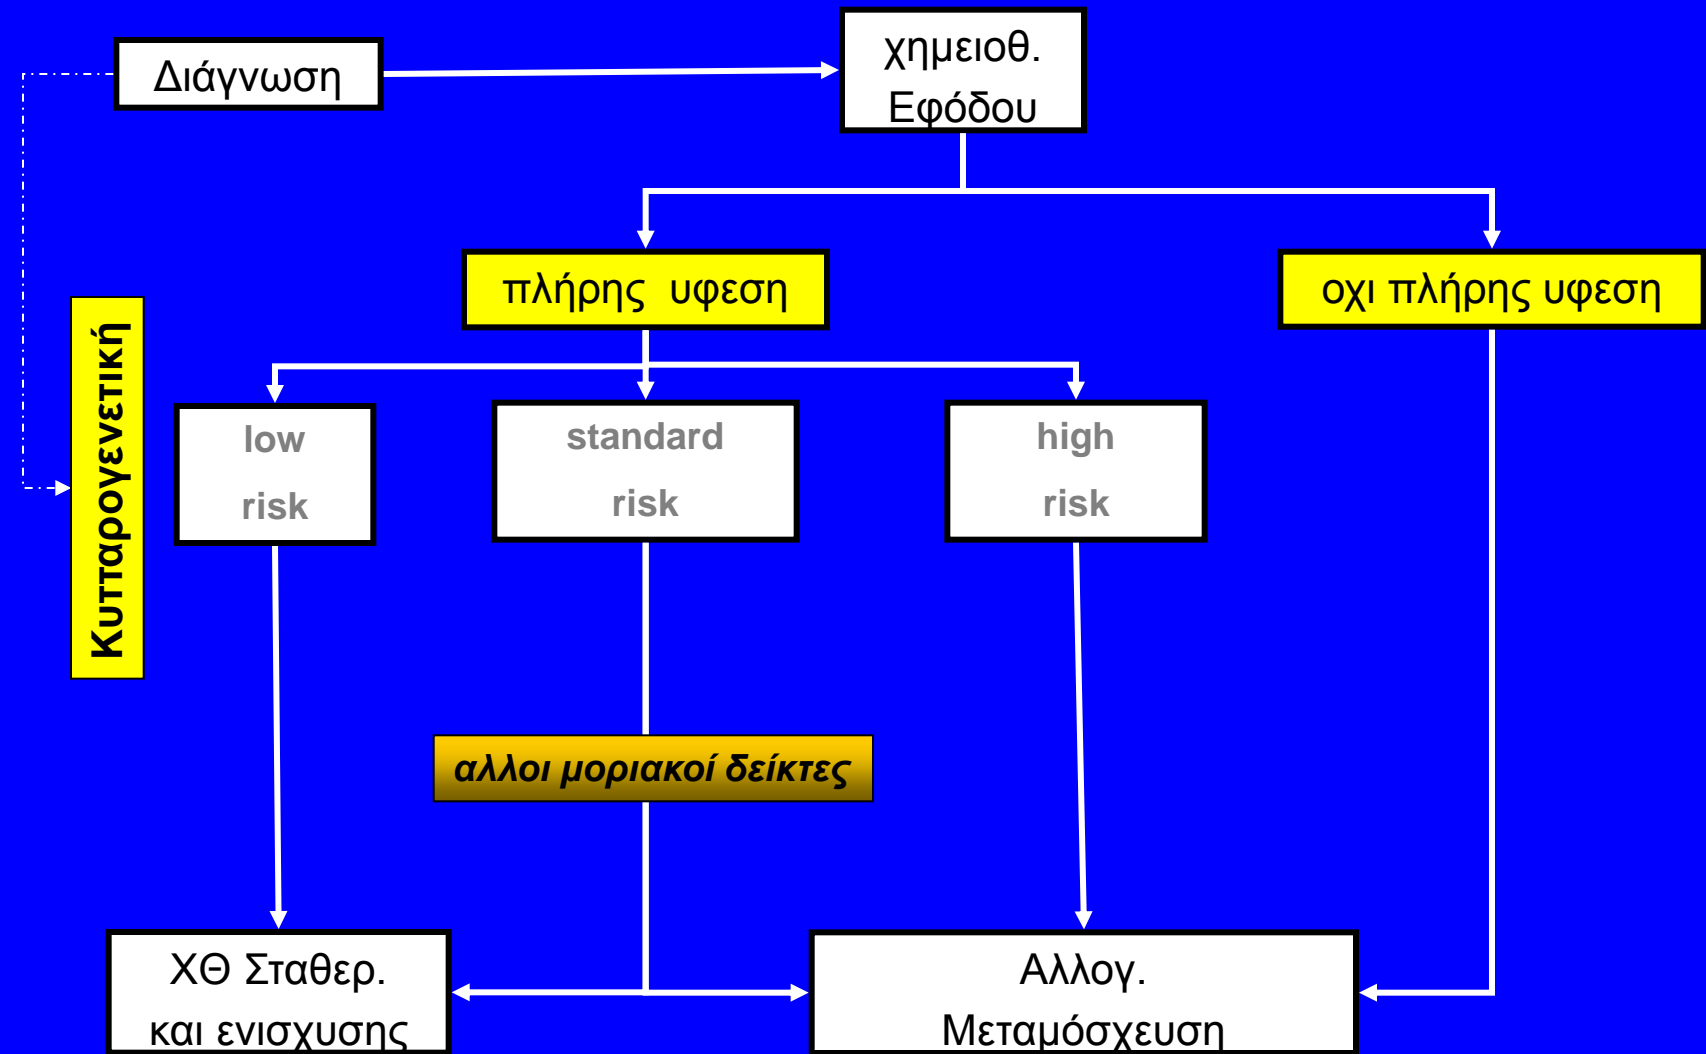 Διάγνωση
χημειοθ.
Εφόδου
πλήρης υφεση
οχι πλήρης υφεση
Κυτταρογενετική
low
risk
standard
risk
high
risk
αλλοι μοριακοί δείκτες
ΧΘ Σταθερ.
και ενισχυσης
Αλλογ.
Μεταμόσχευση